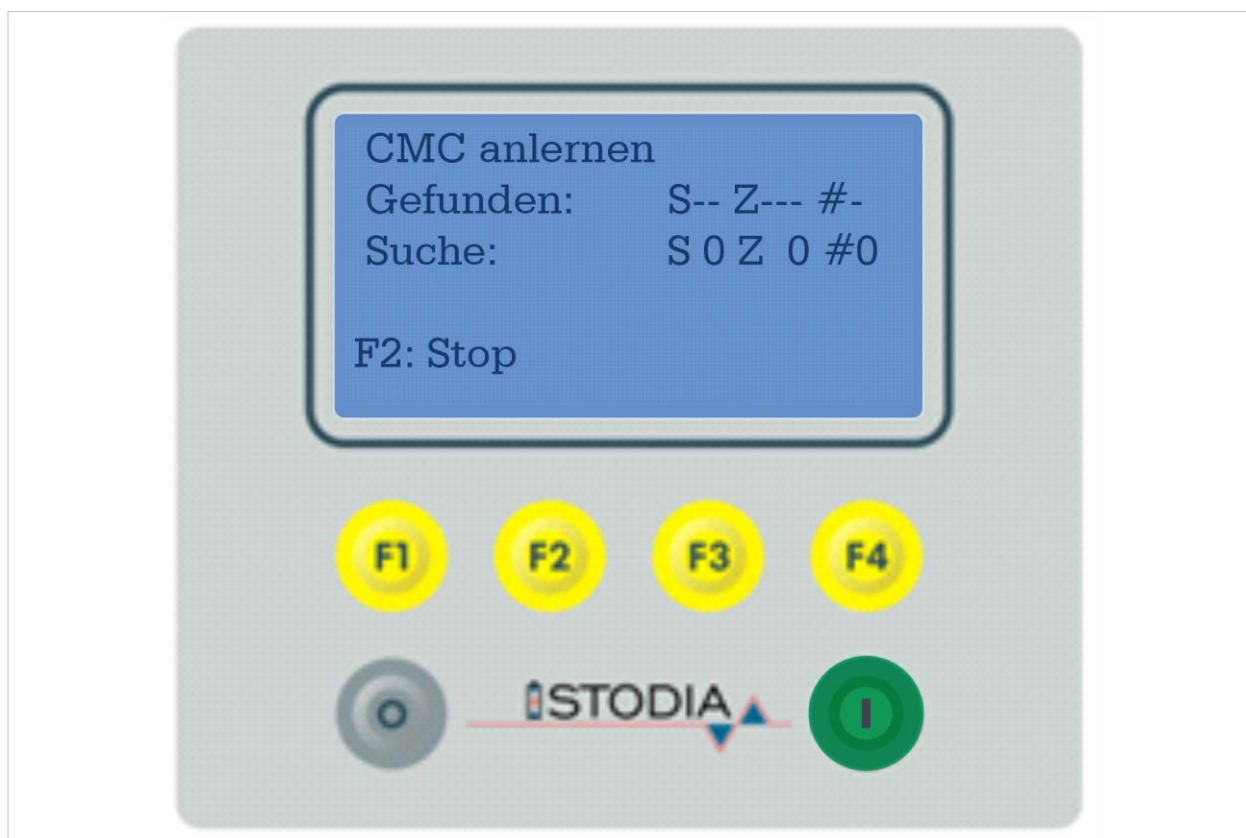 CMC anlernen
Gefunden: S-- Z--- #-
Suche: S 0 Z  0 #0
F2: Stop
F1 F2 F3 F4
O STODIA I